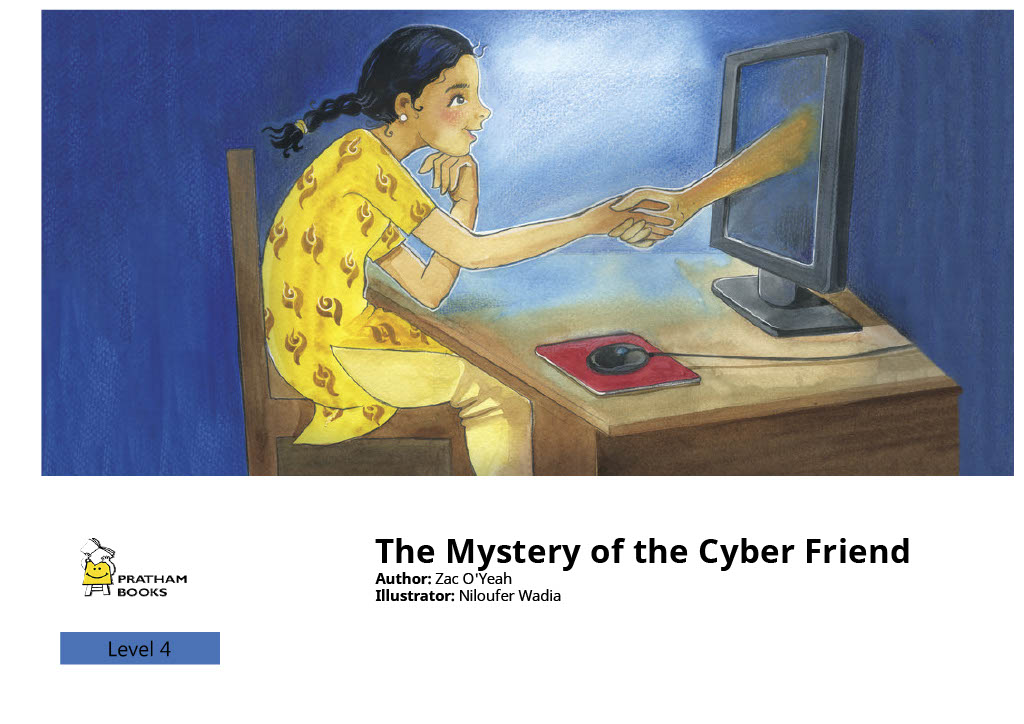 The Mystery of the Cyber Friend
Author: Zac O'Yeah
Illustrator: Niloufer Wadia
PRATHAM
BOOKS
Level 4